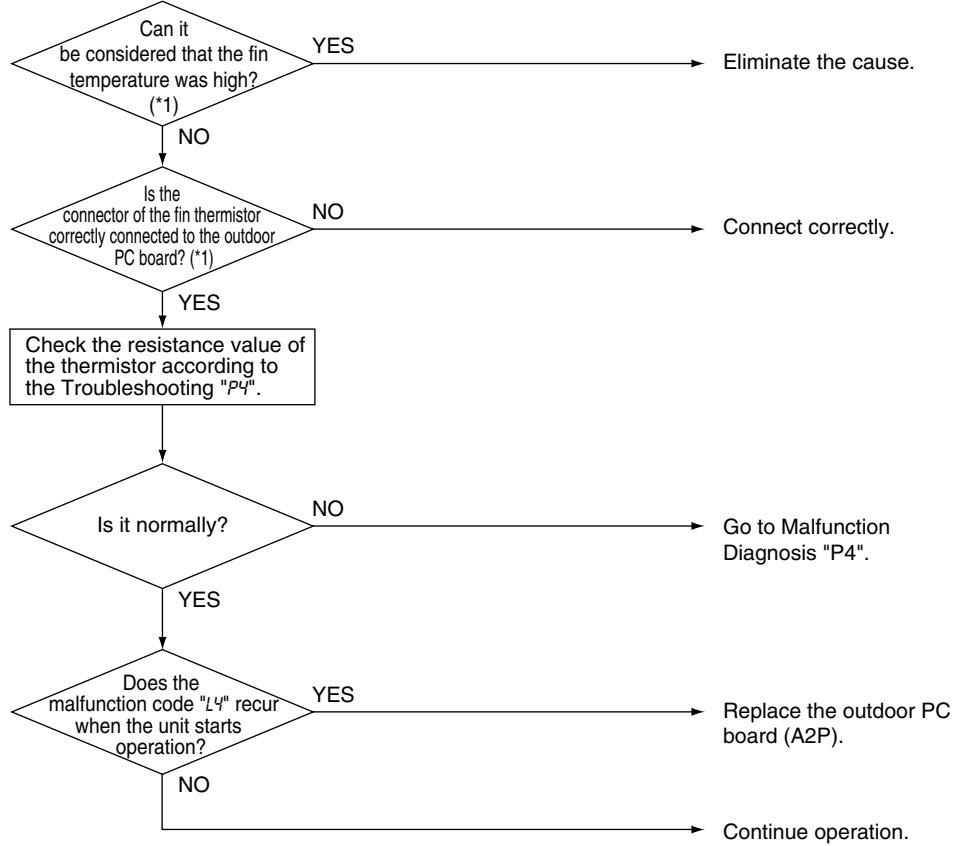 Can it
be considered that the fin
temperature was high?
(*1)
YES
Eliminate the cause.
NO
Is the
connector of the fin thermistor
correctly connected to the outdoor
PC board? (*1)
NO
Connect correctly.
YES
Check the resistance value of
the thermistor according to
the Troubleshooting "P4".
Is it normally?
NO
Go to Malfunction
Diagnosis "P4".
YES
Does the
malfunction code "L4" recur
when the unit starts
operation?
YES
Replace the outdoor PC
board (A2P).
NO
Continue operation.